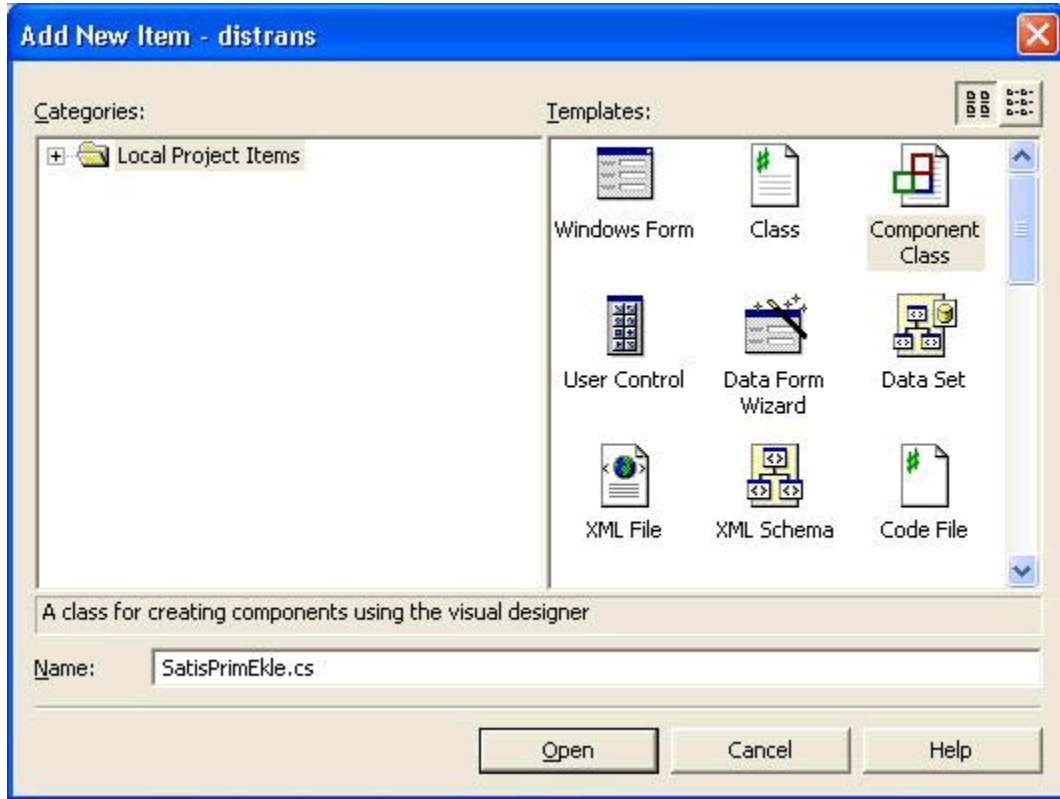 Add New Item - distrans
Categories:
Templates:
Local Project Items
Windows Form
Class
Component
Class
User Control
Data Form
Wizard
Data Set
XML File
XML Schema
Code File
A class for creating components using the visual designer
Name:
SatisPrimEkle.cs
Open
Cancel
Help